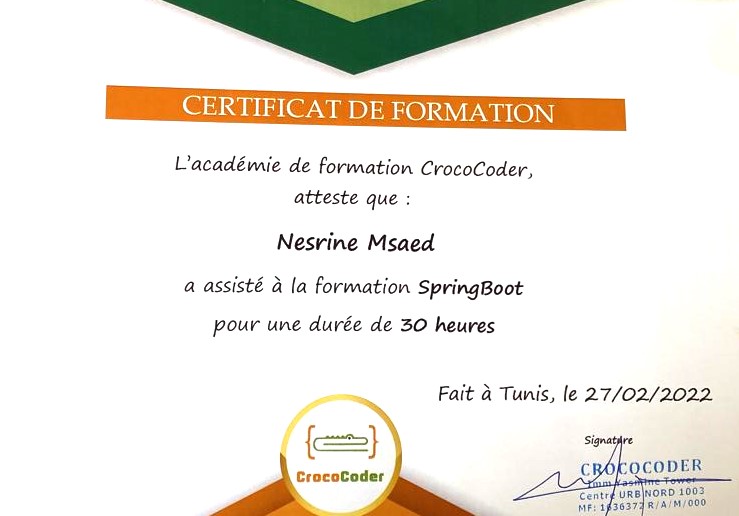 CERTIFICAT DE FORMATION
L'académie de formation CrocoCoder,
atteste que :
Nesrine Msaed
a assisté à la formation SpringBoot
pour une durée de 30 heures
Fait à Tunis, le 27/02/2022
Signature
CrocoCoder
CROCOCODER
Imm Yasmine Tower
Centre URB NORD 1003
MF: 1636372 R/A/M/000